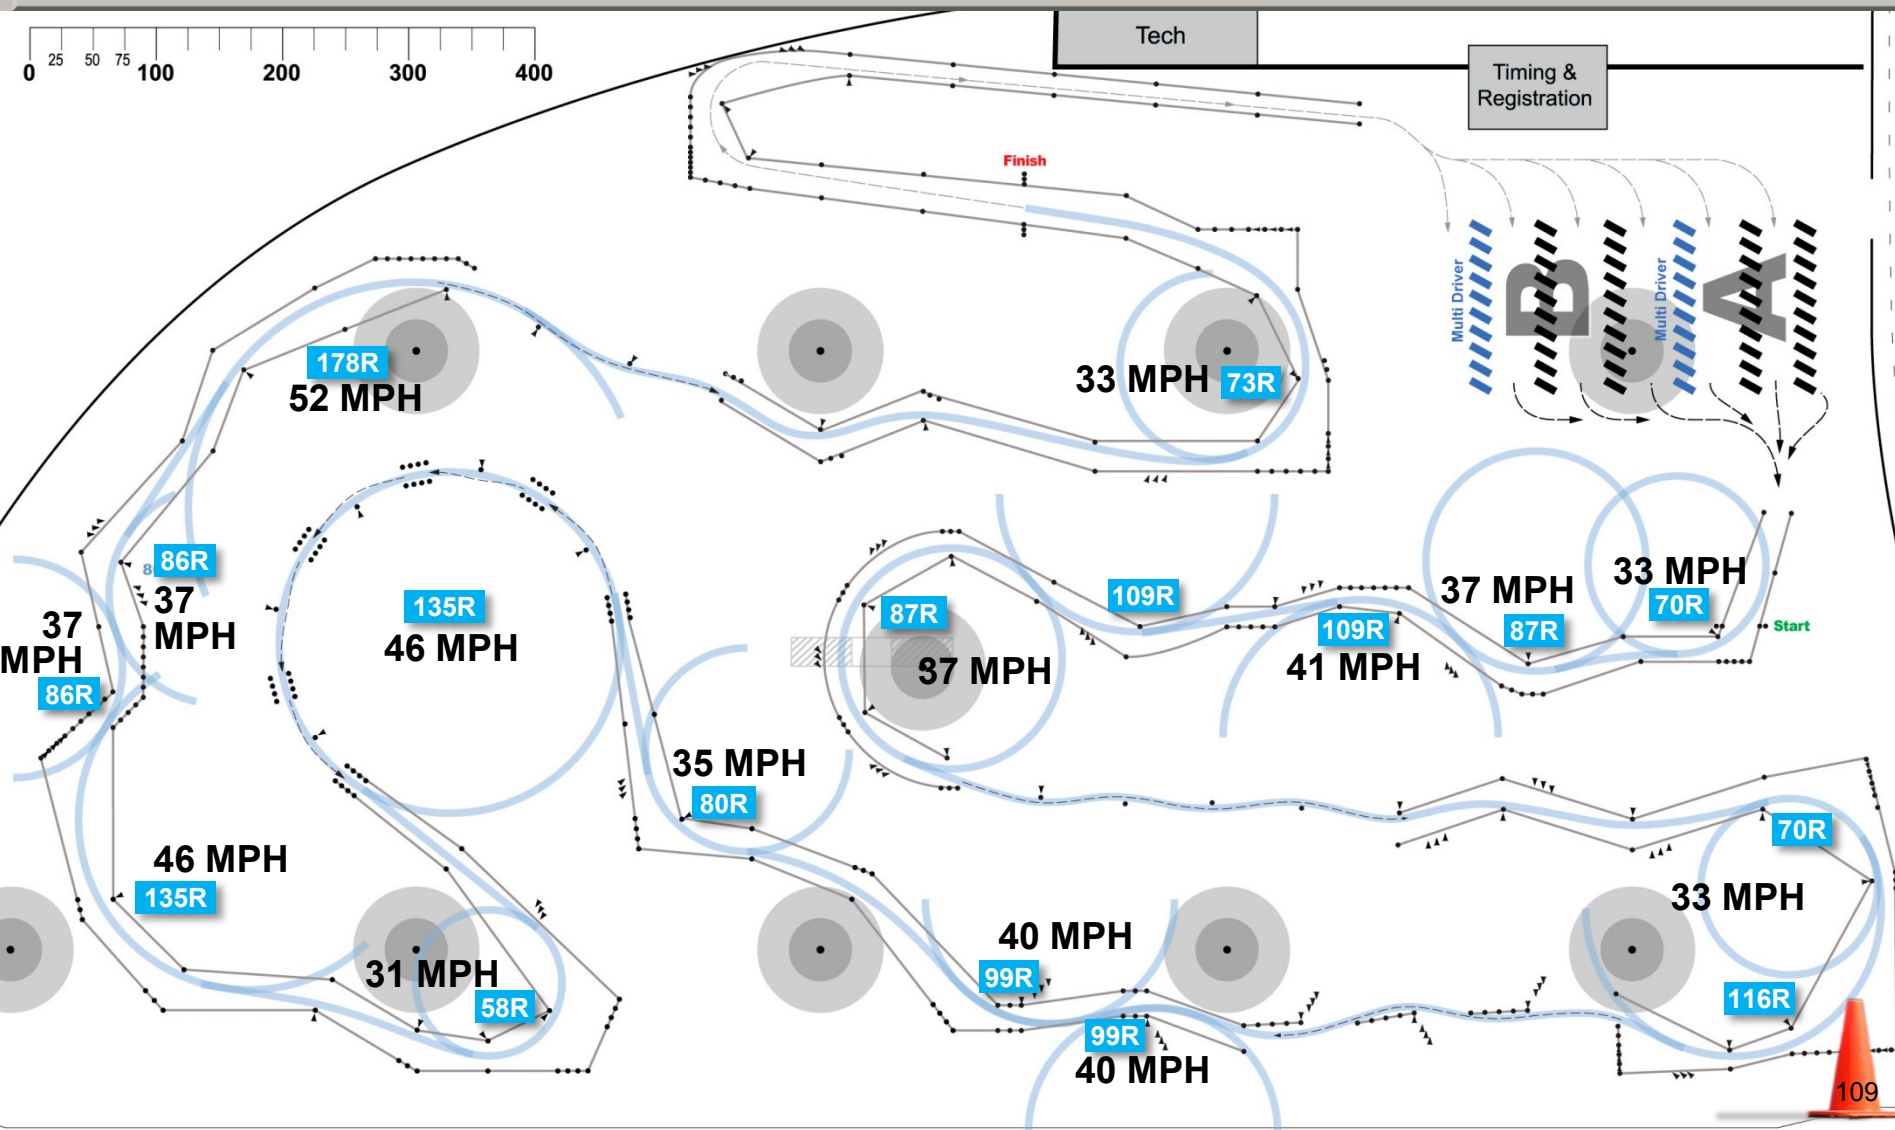 Tech
Timing &
Registration
0 25 50 75 100 200 300 400
Finish
Multi Driver
B
Multi Driver
A
178R
52 MPH
33 MPH 73R
86R
37
MPH
37
MPH
86R
135R
46 MPH
87R
37 MPH
109R
109R
41 MPH
37 MPH
87R
33 MPH
70R
Start
35 MPH
80R
70R
33 MPH
116R
46 MPH
135R
31 MPH
58R
40 MPH
99R
99R
40 MPH
109